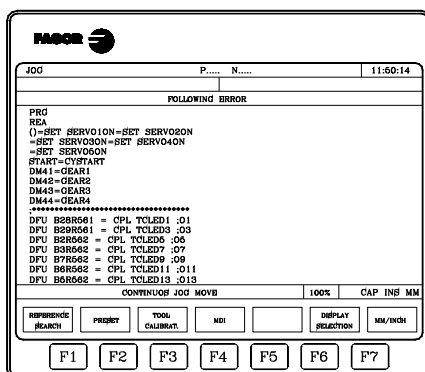 FAGOR
JOG P..... N..... 11:50:14
FOLLOWING ERROR
PRG
REA
()=SET SERVO1ON=SET SERVO2ON
=SET SERVO3ON=SET SERVO4ON
=SET SERVO5ON
START=CYSTART
DM41=GEAR1
DM42=GEAR2
DM43=GEAR3
DM44=GEAR4
;************************************
DFU B28R561 = CPL TCLED1 ;01
DFU B29R561 = CPL TCLED3 ;03
DFU B2R562 = CPL TCLED5 ;05
DFU B3R562 = CPL TCLED7 ;07
DFU B7R562 = CPL TCLED9 ;09
DFU B6R562 = CPL TCLED11 ;011
DFU B5R562 = CPL TCLED13 ;013
CONTINUOS JOG MOVE 100% CAP INS MM
REFERENCE SEARCH
PRESET
TOOL CALIBRAT.
MDI
DISPLAY SELECTION
MM/INCH
F1 F2 F3 F4 F5 F6 F7